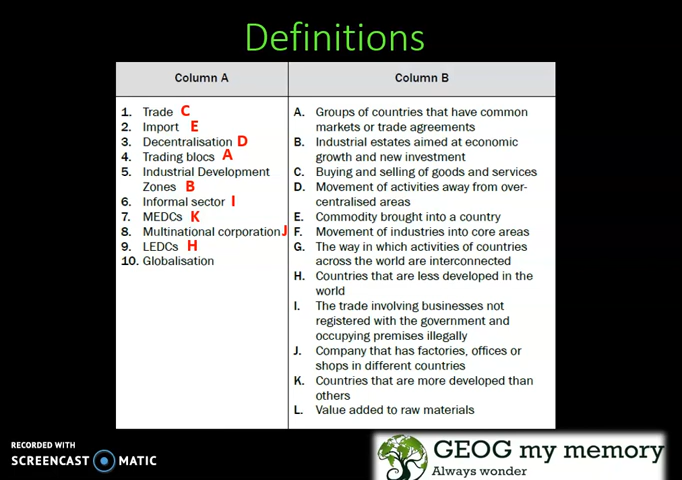 Definitions
Column A
Column B
1. Trade C
2. Import E
3. Decentralisation D
4. Trading blocs A
5. Industrial Development
Zones B
6. Informal sector I
7. MEDCs K
8. Multinational corporation J
9. LEDCs H
10. Globalisation
A. Groups of countries that have common
markets or trade agreements
B. Industrial estates aimed at economic
growth and new investment
C. Buying and selling of goods and services
D. Movement of activities away from over-
centralised areas
E. Commodity brought into a country
F. Movement of industries into core areas
G. The way in which activities of countries
across the world are interconnected
H. Countries that are less developed in the
world
I. The trade involving businesses not
registered with the government and
occupying premises illegally
J. Company that has factories, offices or
shops in different countries
K. Countries that are more developed than
others
L. Value added to raw materials
RECORDED WITH
SCREENCAST MATIC
GEOG my memory
Always wonder